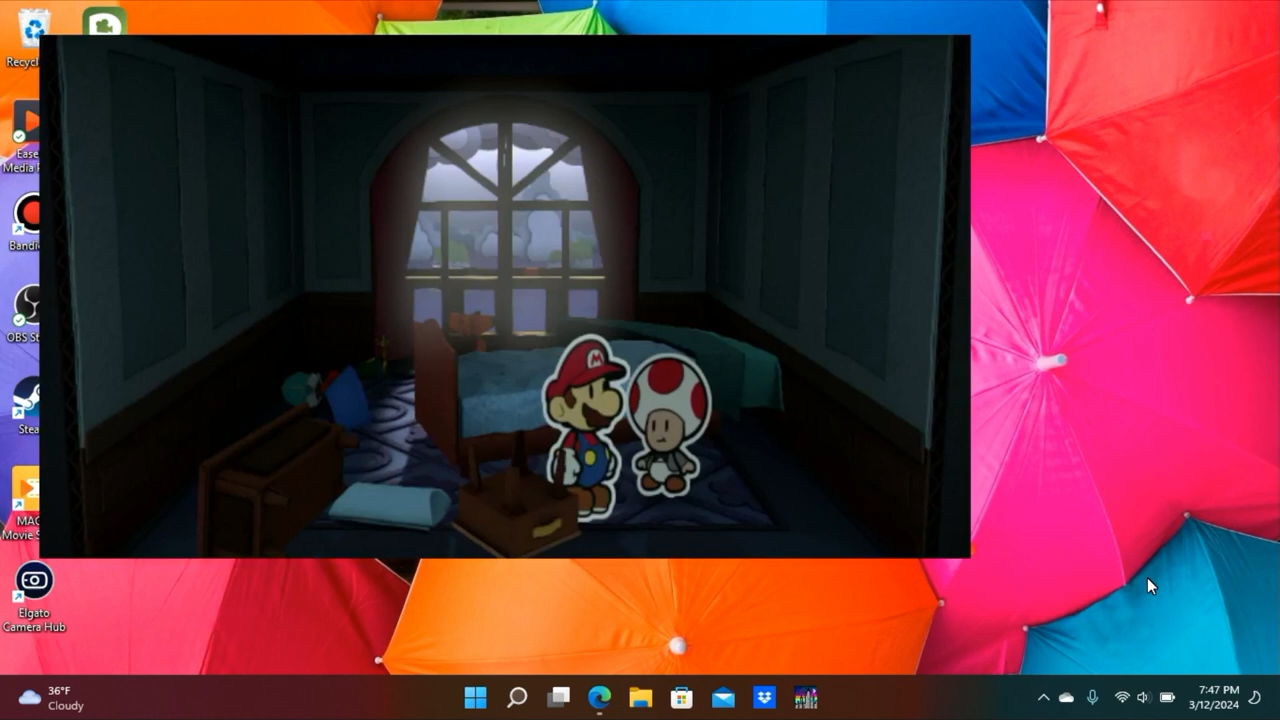 Recycl
Ease
Media P
Bandi
OBS St
Stea
MAG
Movie S
Elgato
Camera Hub
M
36°F
Cloudy
7:47 PM
3/12/2024